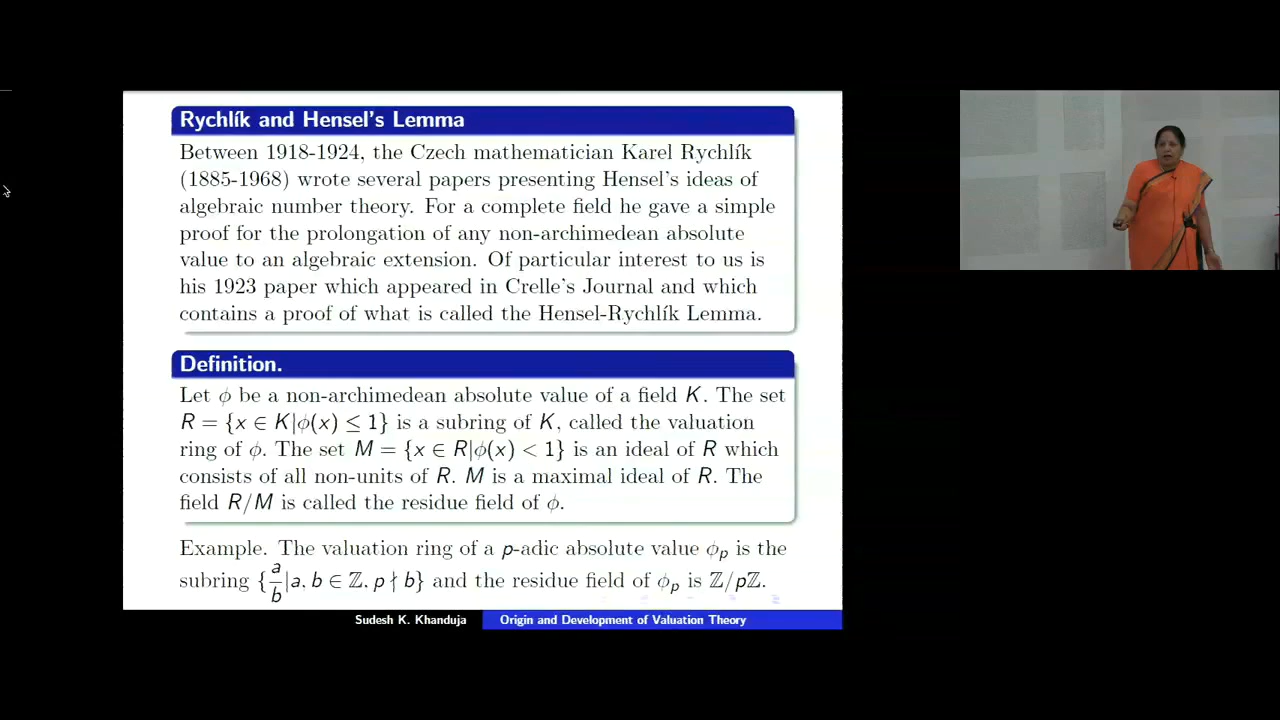 Rychlík and Hensel's Lemma
Between 1918-1924, the Czech mathematician Karel Rychlík
(1885-1968) wrote several papers presenting Hensel's ideas of
algebraic number theory. For a complete field he gave a simple
proof for the prolongation of any non-archimedean absolute
value to an algebraic extension. Of particular interest to us is
his 1923 paper which appeared in Crelle's Journal and which
contains a proof of what is called the Hensel-Rychlík Lemma.
Definition.
Let ϕ be a non-archimedean absolute value of a field K. The set
R = {x ∈ K|ϕ(x) ≤ 1} is a subring of K, called the valuation
ring of ϕ. The set M = {x ∈ R|ϕ(x) < 1} is an ideal of R which
consists of all non-units of R. M is a maximal ideal of R. The
field R/M is called the residue field of ϕ.
Example. The valuation ring of a p-adic absolute value ϕₚ is the
subring {a/b|a, b ∈ ℤ, p ∤ b} and the residue field of ϕₚ is ℤ/pℤ.
Sudesh K. Khanduja Origin and Development of Valuation Theory